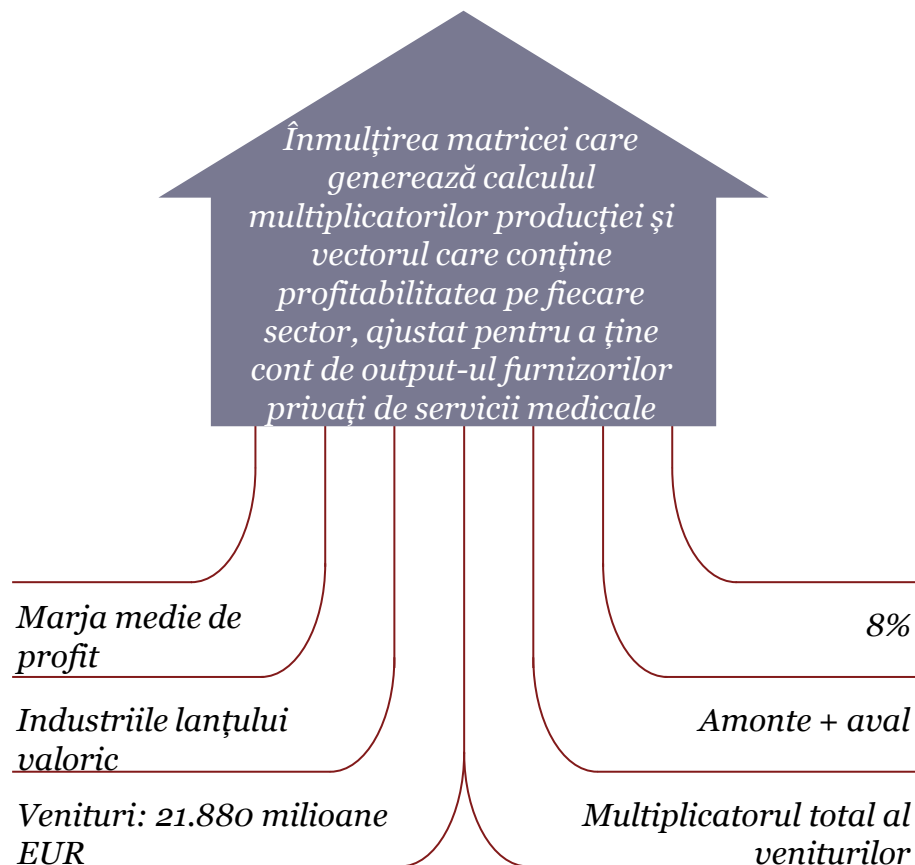 Înmulțirea matricei care
generează calculul
multiplicatorilor producției și
vectorul care conține
profitabilitatea pe fiecare
sector, ajustat pentru a ține
cont de output-ul furnizorilor
privați de servicii medicale
Marja medie de
profit
8%
Industriile lanțului
valoric
Amonte + aval
Venituri: 21.880 milioane
EUR
Multiplicatorul total al
veniturilor